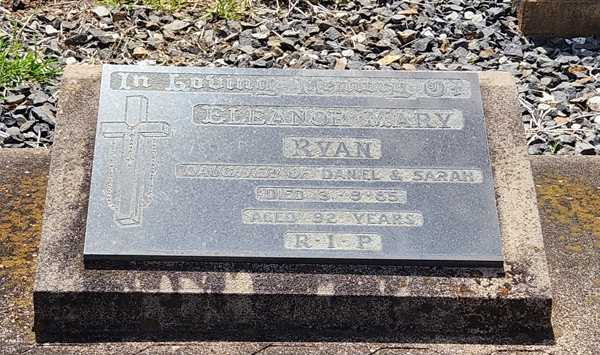 In Loving Memory Of
ELEANOR MARY
RYAN
DAUGHTER OF DANIEL & SARAH
DIED 3-9-85
AGED 92 YEARS
R·I·P